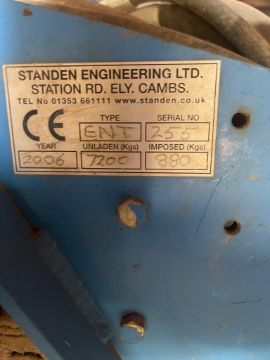 STANDEN ENGINEERING LTD.
STATION RD. ELY. CAMBS.
TEL No 01353 661111 www.standen.co.uk
CE
TYPE SERIAL NO
ENT 255
YEAR UNLADEN (Kgs) IMPOSED (Kgs)
2006 7200 880